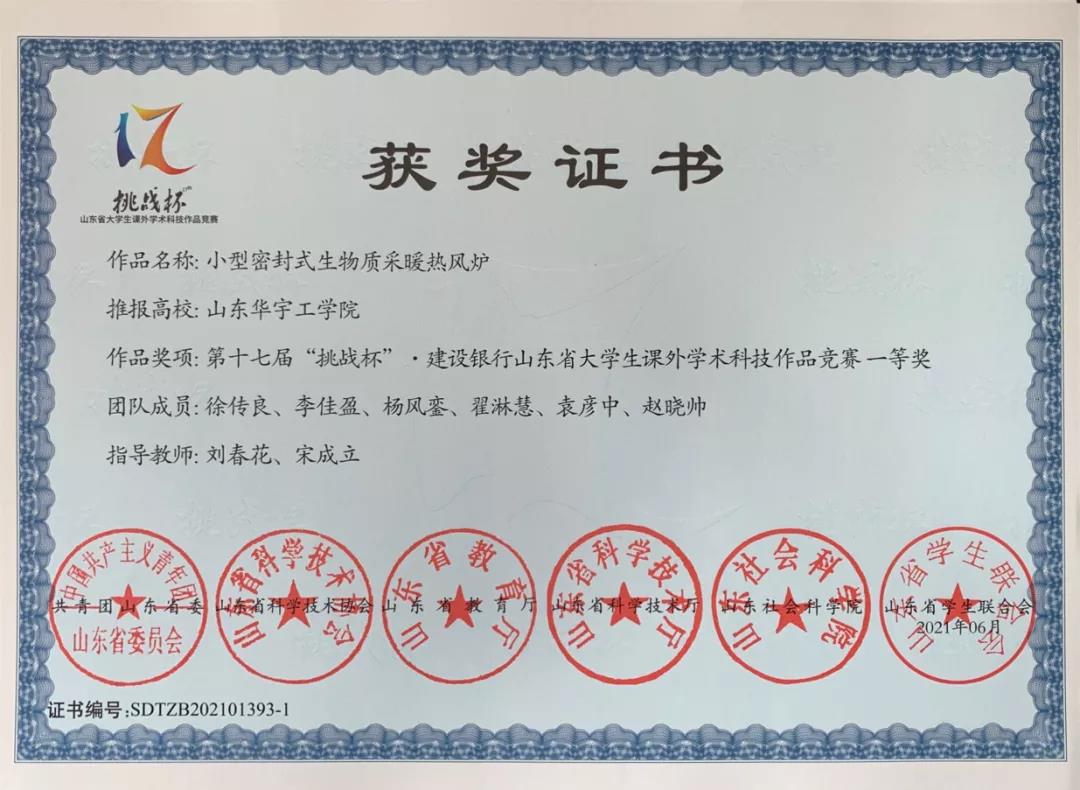 17
挑战杯
山东省大学生课外学术科技作品竞赛
获奖证书
作品名称: 小型密封式生物质采暖热风炉
推报高校: 山东华宇工学院
作品奖项: 第十七届“挑战杯”·建设银行山东省大学生课外学术科技作品竞赛 一等奖
团队成员: 徐传良、李佳盈、杨风銮、翟淋慧、袁彦中、赵晓帅
指导教师: 刘春花、宋成立
中国共产主义青年团
山东省委员会
山东省科学技术协会
山东省教育厅
山东省科学技术厅
山东社会科学院
山东省学生联合会
共青团山东省委 山东省科学技术协会 山东省教育厅 山东省科学技术厅 山东社会科学院 山东省学生联合会
2021年06月
证书编号:SDTZB202101393-1